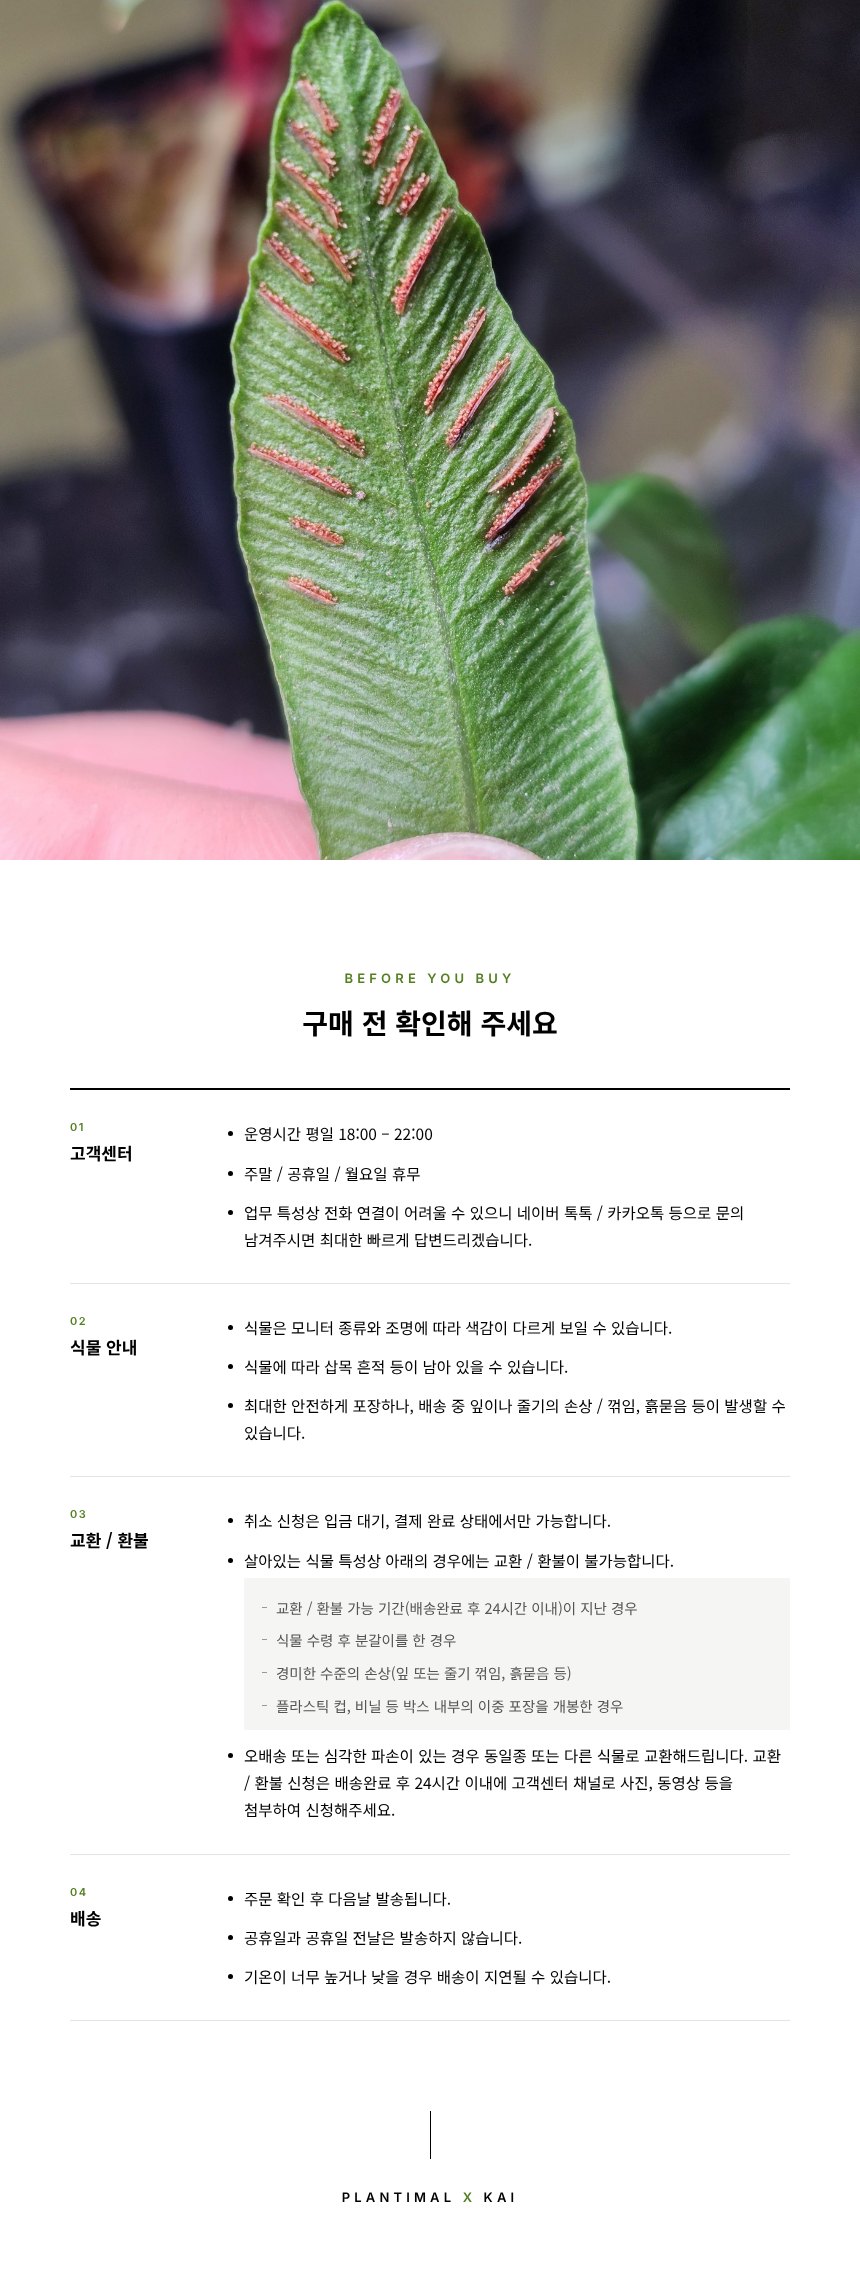 BEFORE YOU BUY
구매 전 확인해 주세요
01
고객센터
운영시간 평일 18:00 – 22:00
주말 / 공휴일 / 월요일 휴무
업무 특성상 전화 연결이 어려울 수 있으니 네이버 톡톡 / 카카오톡 등으로 문의
남겨주시면 최대한 빠르게 답변드리겠습니다.
02
식물 안내
식물은 모니터 종류와 조명에 따라 색감이 다르게 보일 수 있습니다.
식물에 따라 삽목 흔적 등이 남아 있을 수 있습니다.
최대한 안전하게 포장하나, 배송 중 잎이나 줄기의 손상 / 꺾임, 흙묻음 등이 발생할 수
있습니다.
03
교환 / 환불
취소 신청은 입금 대기, 결제 완료 상태에서만 가능합니다.
살아있는 식물 특성상 아래의 경우에는 교환 / 환불이 불가능합니다.
– 교환 / 환불 가능 기간(배송완료 후 24시간 이내)이 지난 경우
– 식물 수령 후 분갈이를 한 경우
– 경미한 수준의 손상(잎 또는 줄기 꺾임, 흙묻음 등)
– 플라스틱 컵, 비닐 등 박스 내부의 이중 포장을 개봉한 경우
오배송 또는 심각한 파손이 있는 경우 동일종 또는 다른 식물로 교환해드립니다. 교환
/ 환불 신청은 배송완료 후 24시간 이내에 고객센터 채널로 사진, 동영상 등을
첨부하여 신청해주세요.
04
배송
주문 확인 후 다음날 발송됩니다.
공휴일과 공휴일 전날은 발송하지 않습니다.
기온이 너무 높거나 낮을 경우 배송이 지연될 수 있습니다.
PLANTIMAL X KAI